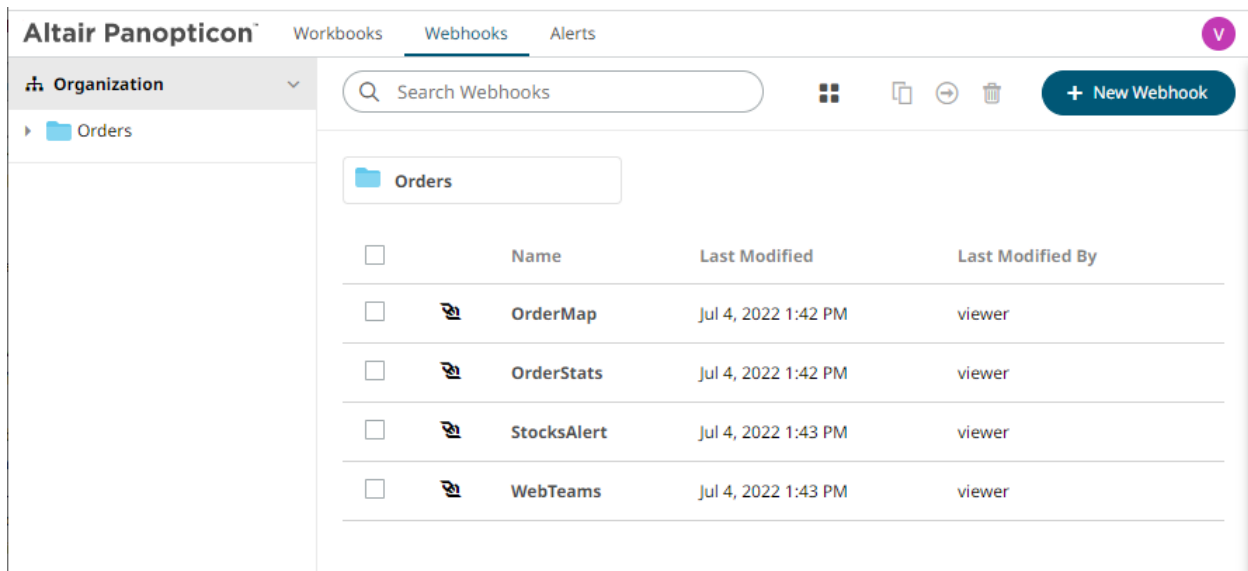 Altair Panopticon™ Workbooks Webhooks Alerts V
Organization
Search Webhooks
+ New Webhook
Orders
Orders
Name Last Modified Last Modified By
OrderMap Jul 4, 2022 1:42 PM viewer
OrderStats Jul 4, 2022 1:42 PM viewer
StocksAlert Jul 4, 2022 1:43 PM viewer
WebTeams Jul 4, 2022 1:43 PM viewer